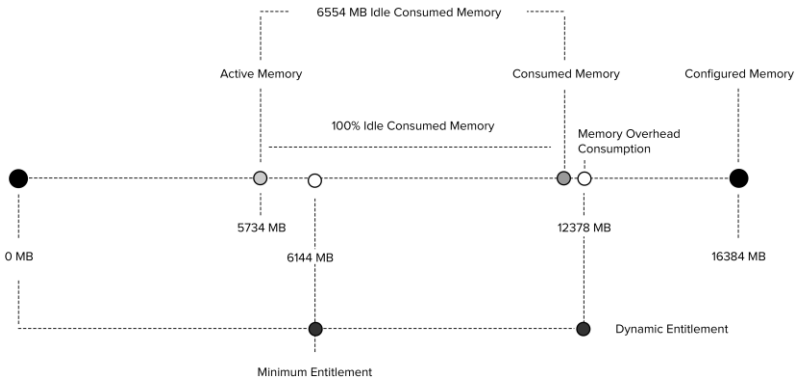 6554 MB Idle Consumed Memory
Active Memory
Consumed Memory
Configured Memory
100% Idle Consumed Memory
Memory Overhead
Consumption
5734 MB
12378 MB
0 MB
6144 MB
16384 MB
Dynamic Entitlement
Minimum Entitlement